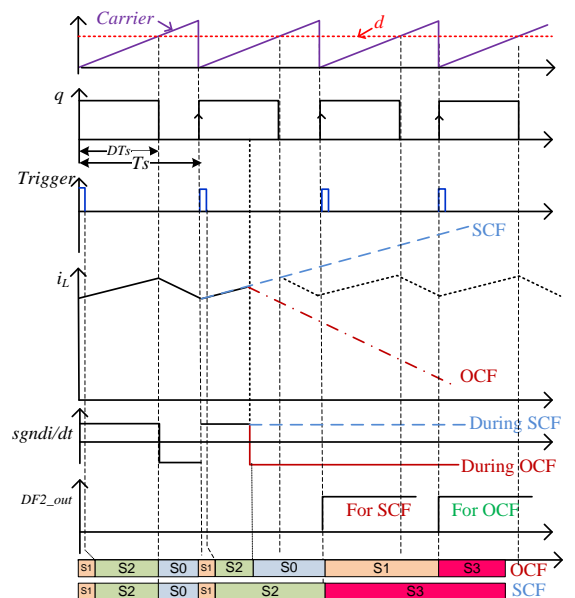 Carrier
d
q
DTs
Ts
Trigger
SCF
iL
OCF
sgndi/dt
During SCF
During OCF
DF2_out
For SCF
For OCF
S1 S2 S0 S1 S2 S0 S1 S3 OCF
S1 S2 S0 S1 S2 S3 SCF